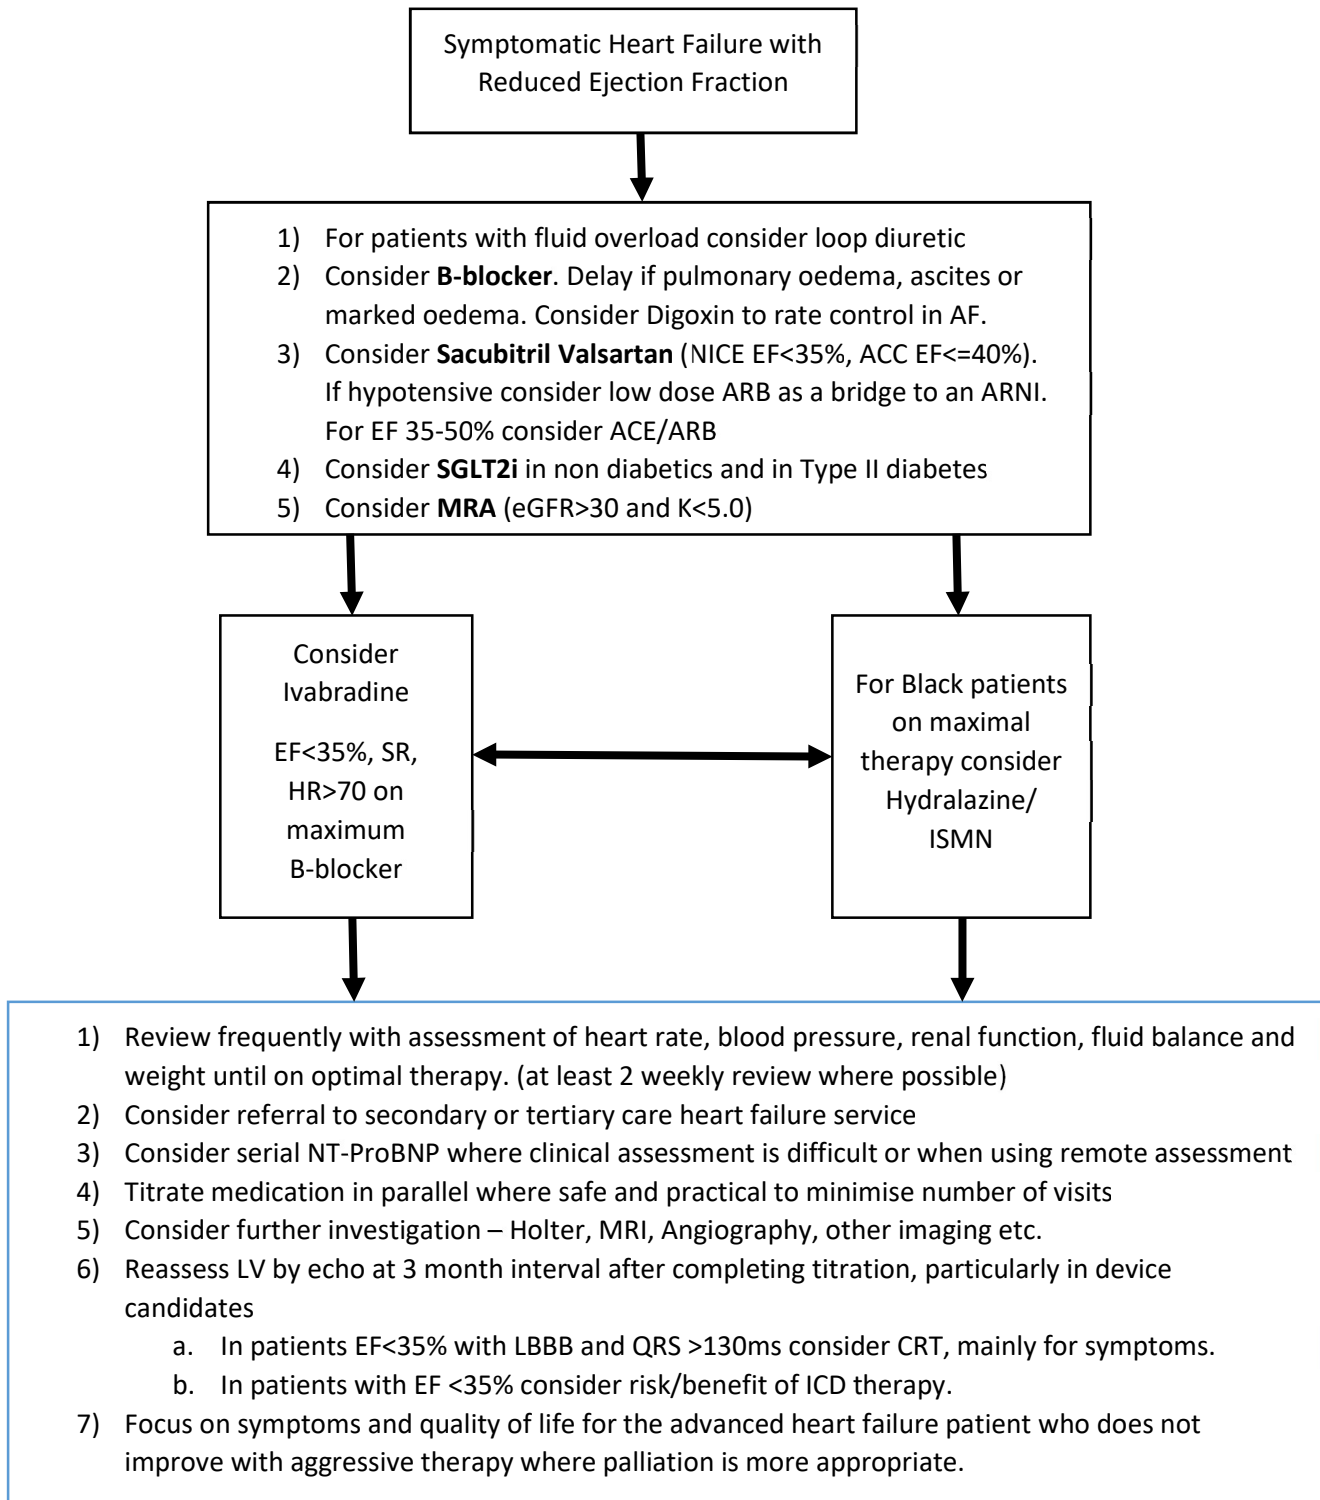 Symptomatic Heart Failure with
Reduced Ejection Fraction
1) For patients with fluid overload consider loop diuretic
2) Consider B-blocker. Delay if pulmonary oedema, ascites or
marked oedema. Consider Digoxin to rate control in AF.
3) Consider Sacubitril Valsartan (NICE EF<35%, ACC EF<=40%).
If hypotensive consider low dose ARB as a bridge to an ARNI.
For EF 35-50% consider ACE/ARB
4) Consider SGLT2i in non diabetics and in Type II diabetes
5) Consider MRA (eGFR>30 and K<5.0)
Consider
Ivabradine
EF<35%, SR,
HR>70 on
maximum
B-blocker
For Black patients
on maximal
therapy consider
Hydralazine/
ISMN
1) Review frequently with assessment of heart rate, blood pressure, renal function, fluid balance and
weight until on optimal therapy. (at least 2 weekly review where possible)
2) Consider referral to secondary or tertiary care heart failure service
3) Consider serial NT-ProBNP where clinical assessment is difficult or when using remote assessment
4) Titrate medication in parallel where safe and practical to minimise number of visits
5) Consider further investigation – Holter, MRI, Angiography, other imaging etc.
6) Reassess LV by echo at 3 month interval after completing titration, particularly in device
candidates
a. In patients EF<35% with LBBB and QRS >130ms consider CRT, mainly for symptoms.
b. In patients with EF <35% consider risk/benefit of ICD therapy.
7) Focus on symptoms and quality of life for the advanced heart failure patient who does not
improve with aggressive therapy where palliation is more appropriate.